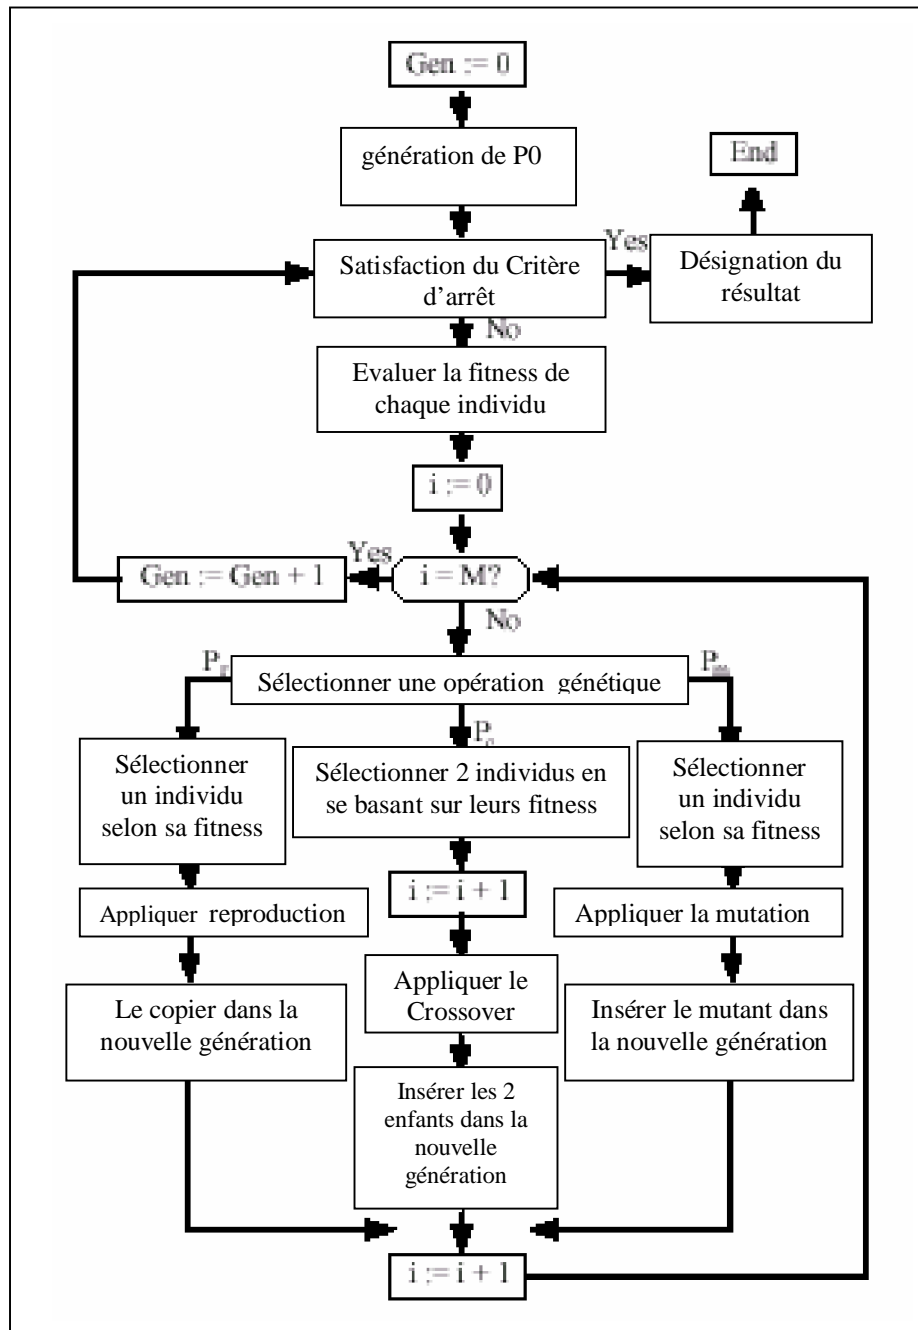 Gen := 0
génération de P0
End
Yes
Satisfaction du Critère
d'arrêt
Désignation du
résultat
No
Evaluer la fitness de
chaque individu
i := 0
Yes
Gen := Gen + 1
i = M?
No
Pr
Pm
Sélectionner une opération génétique
Pc
Sélectionner
un individu
selon sa fitness
Sélectionner 2 individus en
se basant sur leurs fitness
Sélectionner
un individu
selon sa fitness
i := i + 1
Appliquer reproduction
Appliquer la mutation
Appliquer le
Crossover
Le copier dans la
nouvelle génération
Insérer le mutant dans
la nouvelle génération
Insérer les 2
enfants dans la
nouvelle
génération
i := i + 1